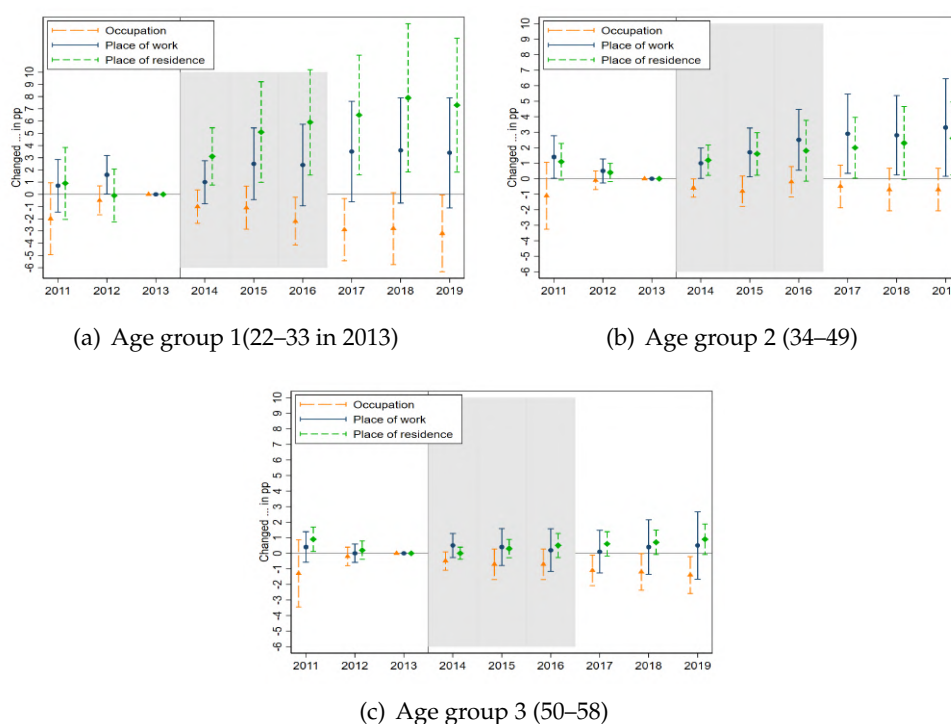 Occupation
Place of work
Place of residence
Changed ... in pp
10
9
8
7
6
5
4
3
2
1
0
-1
-2
-3
-4
-5
-6
2011 2012 2013 2014 2015 2016 2017 2018 2019
(a) Age group 1(22–33 in 2013)
Occupation
Place of work
Place of residence
Changed ... in pp
10
9
8
7
6
5
4
3
2
1
0
-1
-2
-3
-4
-5
-6
2011 2012 2013 2014 2015 2016 2017 2018
(b) Age group 2 (34–49)
Occupation
Place of work
Place of residence
Changed ... in pp
10
9
8
7
6
5
4
3
2
1
0
-1
-2
-3
-4
-5
-6
2011 2012 2013 2014 2015 2016 2017 2018 2019
(c) Age group 3 (50–58)